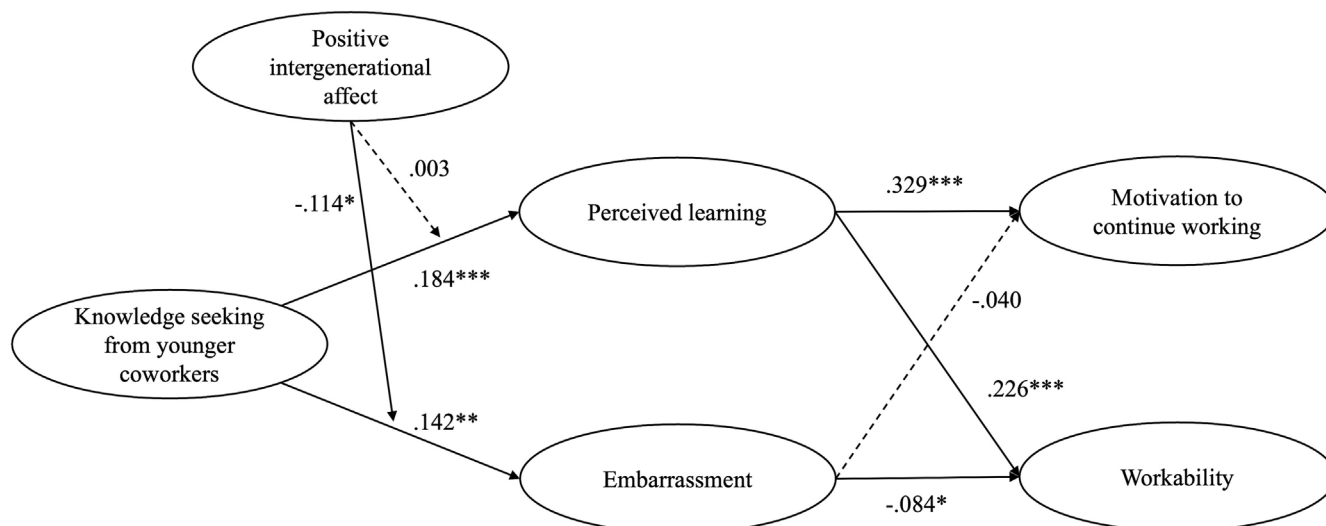 Positive
intergenerational
affect
.003
-.114*
Perceived learning
.329***
Motivation to
continue working
.184***
-.040
Knowledge seeking
from younger
coworkers
.226***
.142**
Embarrassment
-.084*
Workability